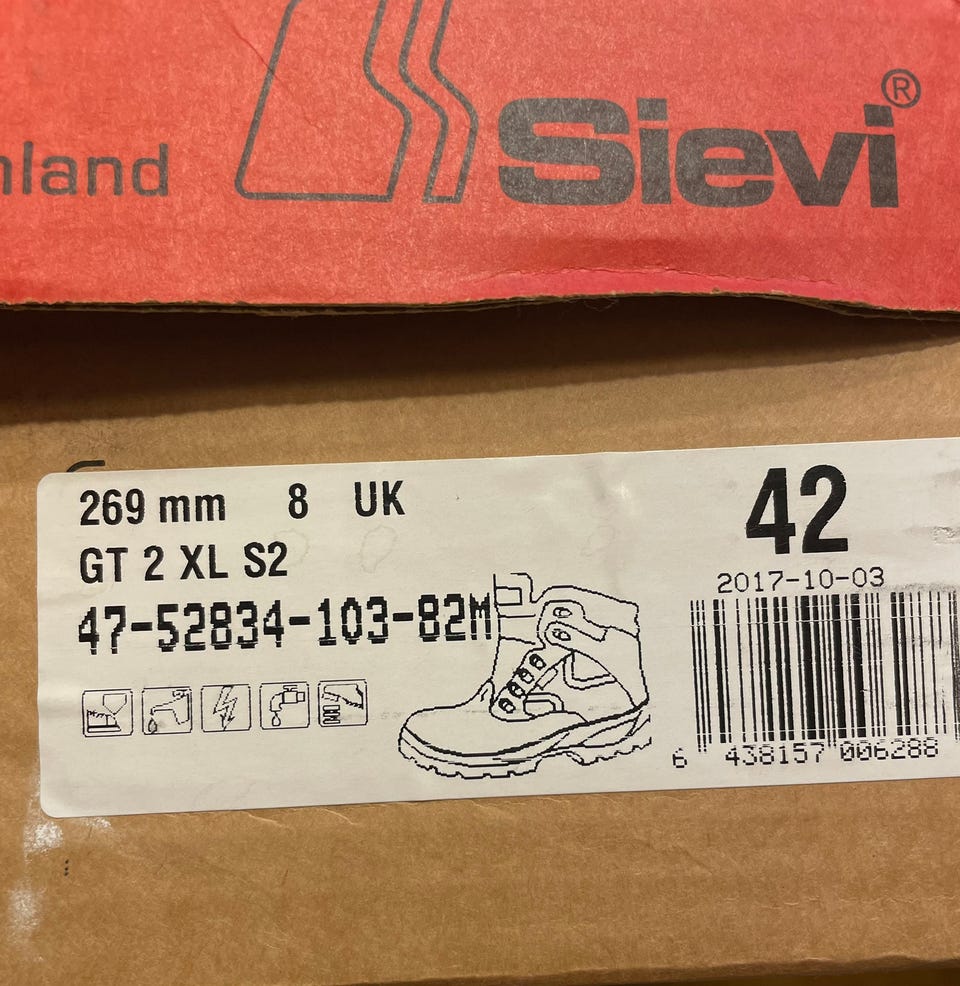 nland
Sievi®
269 mm 8 UK
42
GT 2 XL S2
2017-10-03
47-52834-103-82M
6 438157 006288